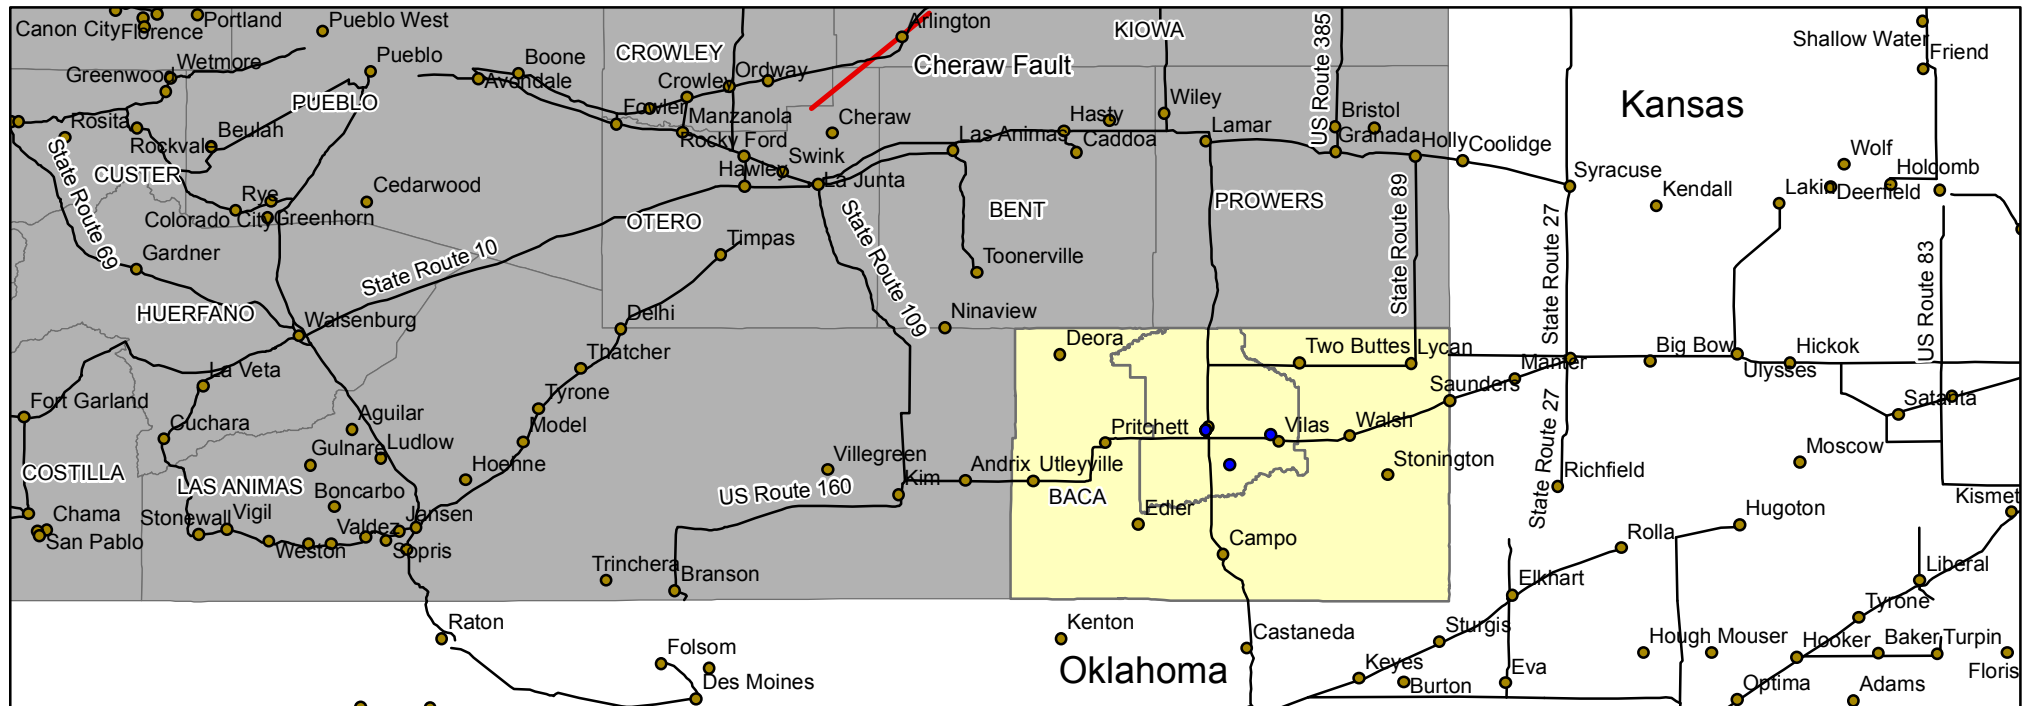 Canon City
Florence
Portland
Pueblo West
Arlington
CROWLEY
KIOWA
US Route 385
Shallow Water
Friend
Wetmore
Greenwood
Pueblo
Boone
Avondale
Crowley
Ordway
Cheraw Fault
Kansas
PUEBLO
Fowler
Manzanola
Cheraw
Hasty
Wiley
Bristol
Rosita
Rockvale
Beulah
Rocky Ford
Swink
Las Animas
Caddoa
Lamar
Granada
Holly
Coolidge
Wolf
Holcomb
State Route 69
CUSTER
Rye
Cedarwood
Hawley
La Junta
Syracuse
Kendall
Lakin
Deerfield
Colorado City
Greenhorn
OTERO
BENT
PROWERS
State Route 89
State Route 27
US Route 83
Gardner
State Route 10
Timpas
State Route 109
Toonerville
HUERFANO
Walsenburg
Delhi
Ninaview
Deora
Two Buttes
Lycan
Manter
Big Bow
Ulysses
Hickok
La Veta
Thatcher
Tyrone
Saunders
Satanta
Fort Garland
Cuchara
Aguilar
Model
Gulnare
Ludlow
Pritchett
Vilas
Walsh
State Route 27
Moscow
COSTILLA
LAS ANIMAS
Hoehne
Villegreen
Kim
Andrix
Utleyville
Stonington
Richfield
Boncarbo
US Route 160
BACA
Kismet
Chama
San Pablo
Stonewall
Vigil
Weston
Valdez
Jansen
Sopris
Edler
Campo
Rolla
Hugoton
Trinchera
Branson
Elkhart
Liberal
Raton
Folsom
Des Moines
Kenton
Oklahoma
Castaneda
Sturgis
Tyrone
Keyes
Burton
Eva
Hough
Mouser
Hooker
Baker
Turpin
Floris
Optima
Adams